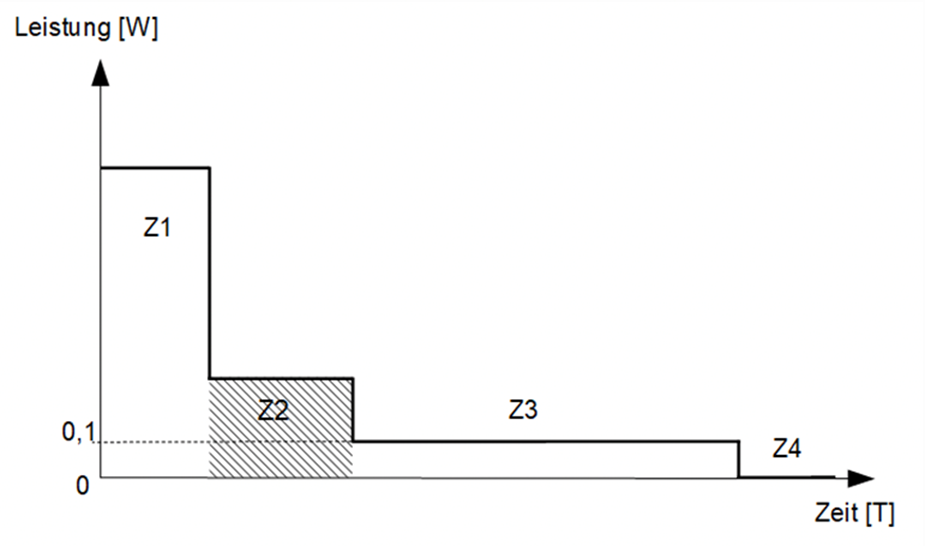 Leistung [W]
Z1
Z2
Z3
0,1
Z4
0
Zeit [T]